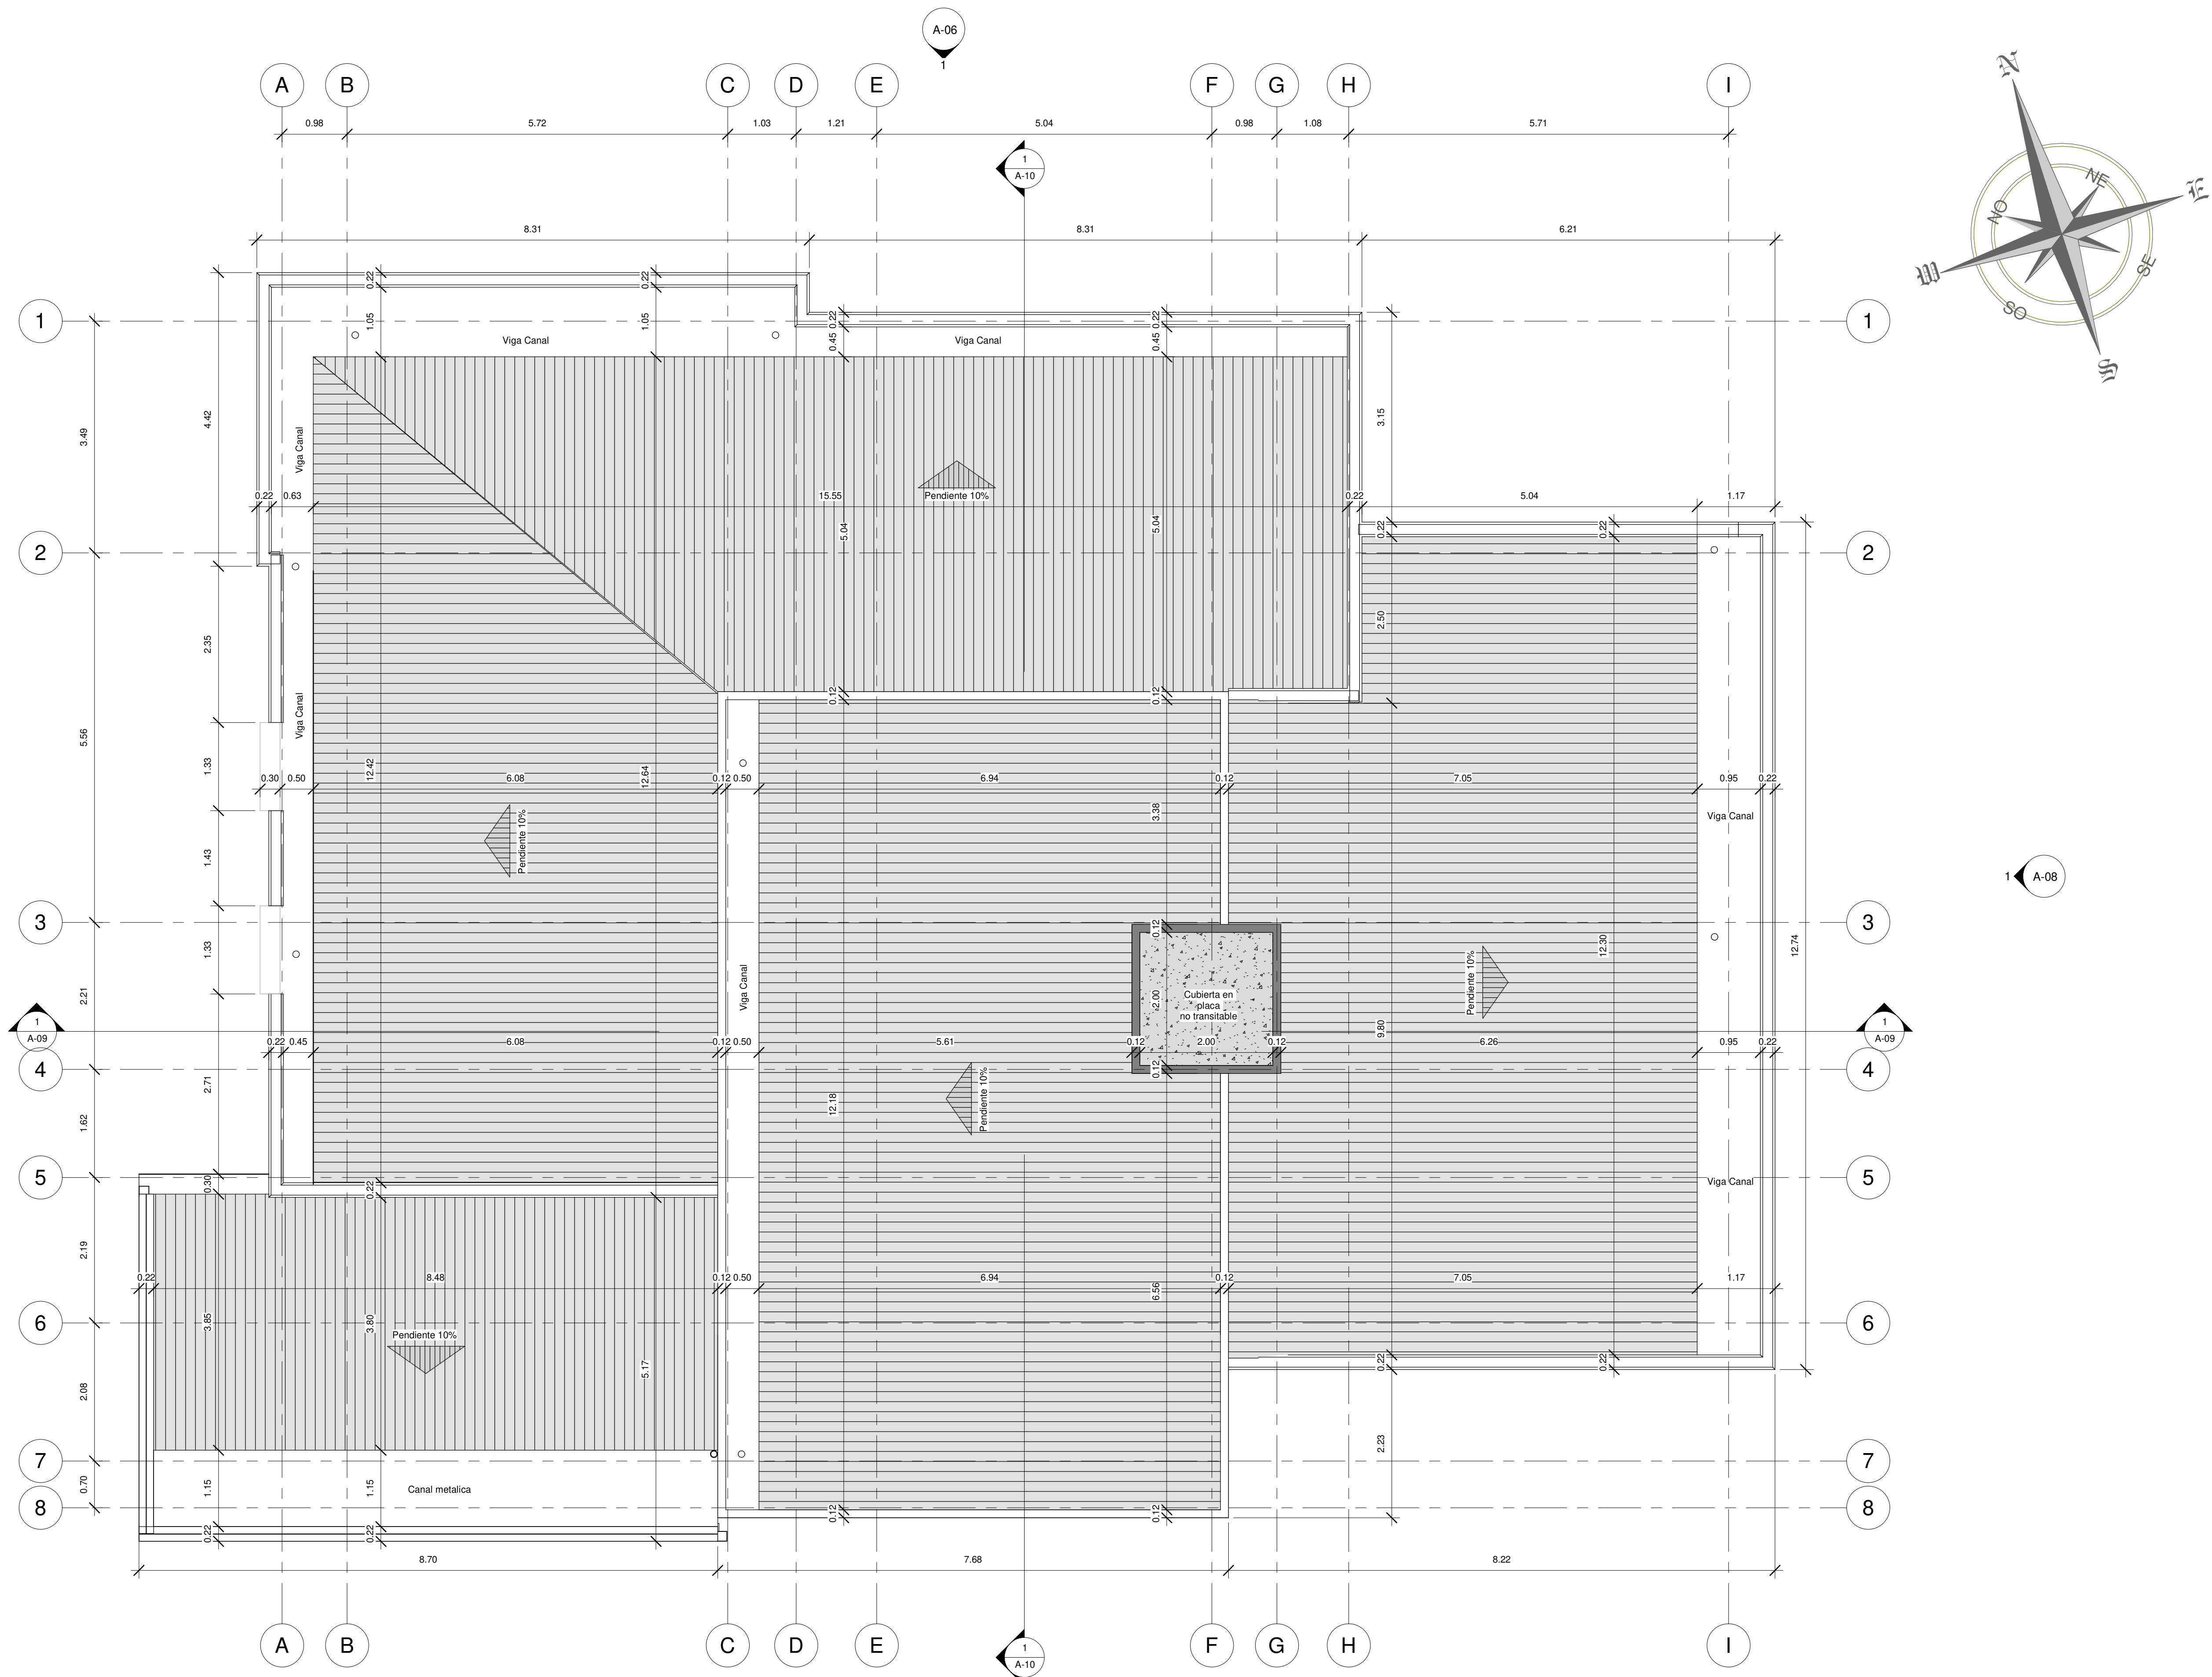 A-06
1
A B C D E F G H I
0.98 5.72 1.03 1.21 5.04 0.98 1.08 5.71
N
NE
E
NO
W
SE
SO
S
1
A-10
8.31 8.31 6.21
0.22 0.22
1 1.05 1.05 0.22 0.22 1
Viga Canal Viga Canal
0.45 0.45
4.42 3.15
3.49
Viga Canal
0.22 0.63 15.55 Pendiente 10% 0.22 5.04 1.17
5.04 5.04 0.22 0.22
2 2
2.50
2.35
0.12 0.12
Viga Canal
5.56
1.33 12.42 12.64
0.30 0.50 6.08 0.12 0.50 6.94 0.12 7.05 0.95 0.22
3.38
Viga Canal
Pendiente 10%
1.43
1 A-08
3 0.12 3
1.33 12.30 12.74
Pendiente 10%
2.21
Viga Canal
2.00
Cubierta en
placa
no transitable
1
A-09
9.80
1
A-09
0.22 0.45 6.08 0.12 0.50 5.61 0.12 2.00 0.12 6.26 0.95 0.22
4 0.12 4
2.71
Pendiente 10%
12.18
1.62
5 0.30 0.22 5
Viga Canal
2.19
0.22 8.48 0.12 0.50 6.94 0.12 7.05 1.17
6.56
6 3.85 3.80 6
Pendiente 10%
0.22 0.22
5.17
2.08
2.23
7 7
0.70 1.15 1.15
Canal metalica
8 0.12 0.12 8
0.22 0.22
8.70 7.68 8.22
A B C D E F G H I
1
A-10